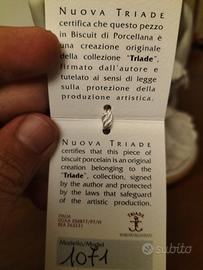 NUOVA TRIADE
certifica che questo pezzo
in Biscuit di Porcellana è
una creazione originale
della collezione "Triade",
firmato dall'autore e
tutelato ai sensi di legge
sulla protezione della
produzione artistica.
NUOVA TRIADE
certifies that this piece of
biscuit porcelain is an original
creation belonging to the
"Triade", collection, signed
by the author and protected
by the laws that safeguard
of the artistic production.
ITALIA
TRIADE
Modello/Model
1071
subito